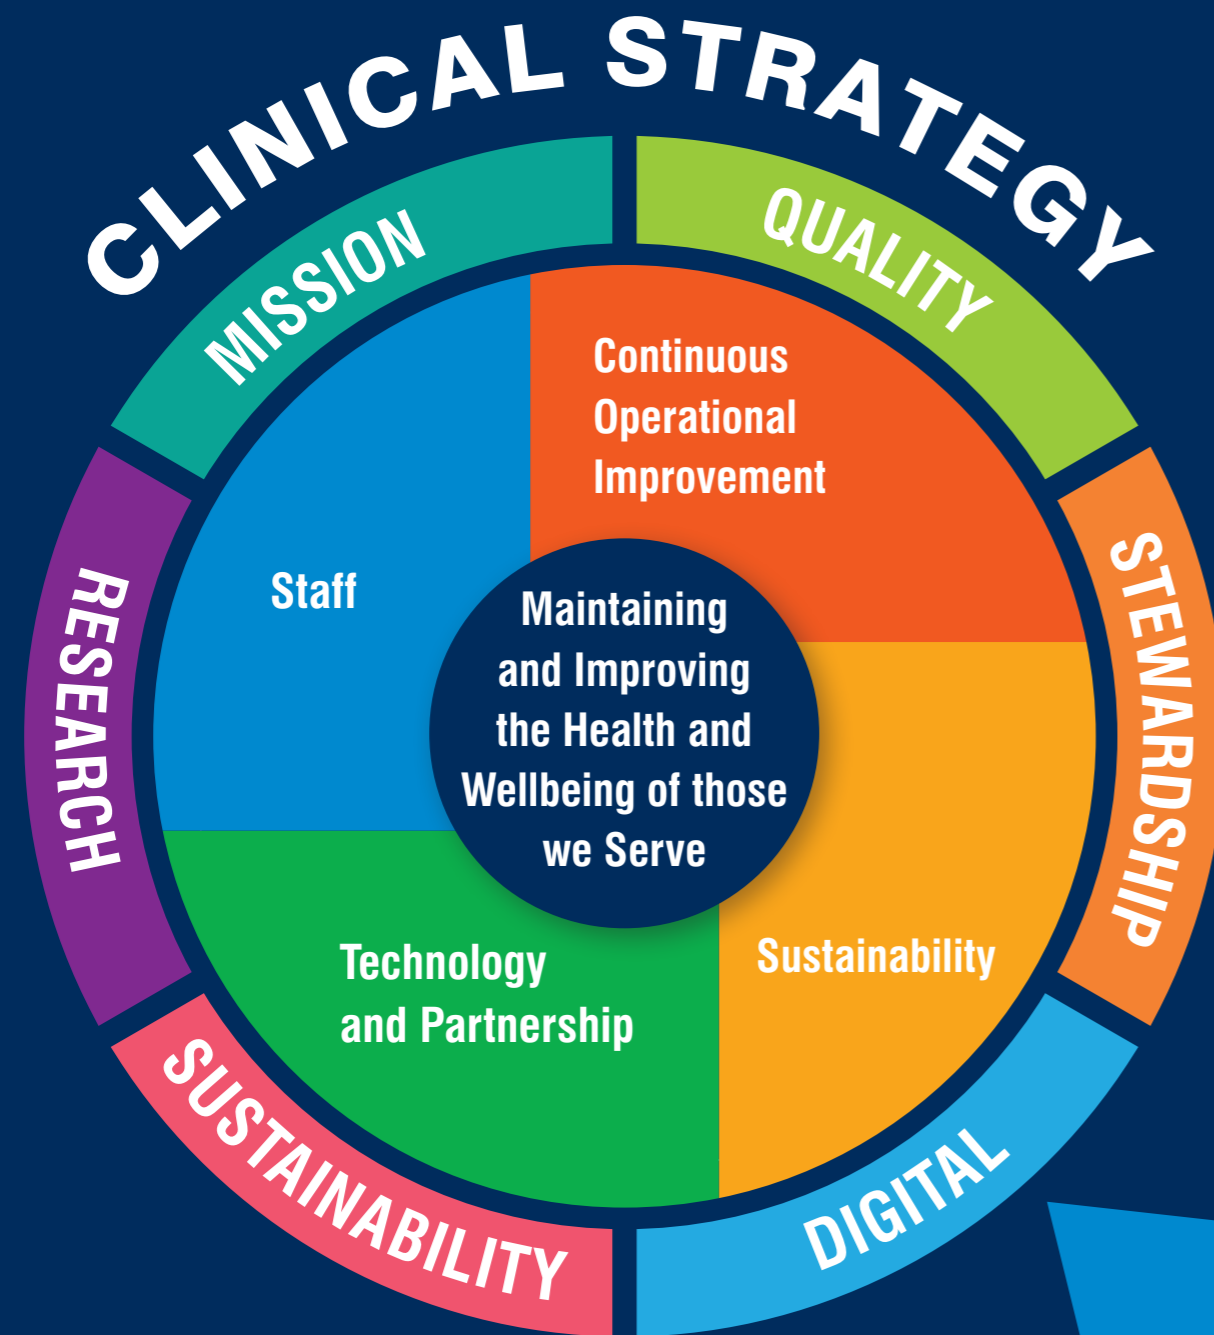 CLINICAL STRATEGY
MISSION
QUALITY
STEWARDSHIP
DIGITAL
SUSTAINABILITY
RESEARCH
Continuous
Operational
Improvement
Staff
Maintaining
and Improving
the Health and
Wellbeing of those
we Serve
Sustainability
Technology
and Partnership